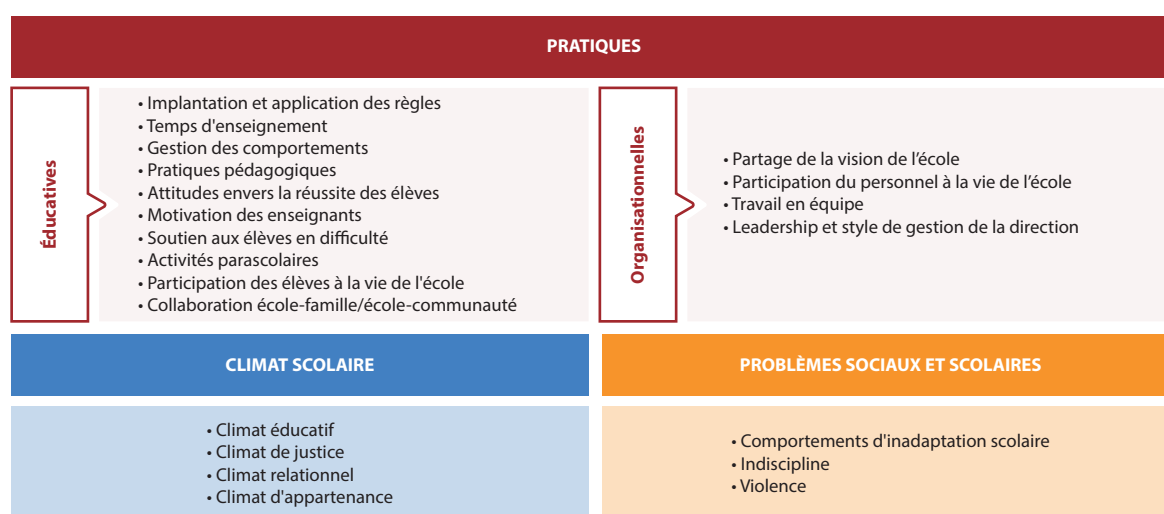 PRATIQUES
Éducatives
• Implantation et application des règles
• Temps d'enseignement
• Gestion des comportements
• Pratiques pédagogiques
• Attitudes envers la réussite des élèves
• Motivation des enseignants
• Soutien aux élèves en difficulté
• Activités parascolaires
• Participation des élèves à la vie de l'école
• Collaboration école-famille/école-communauté
Organisationnelles
• Partage de la vision de l’école
• Participation du personnel à la vie de l’école
• Travail en équipe
• Leadership et style de gestion de la direction
CLIMAT SCOLAIRE
• Climat éducatif
• Climat de justice
• Climat relationnel
• Climat d'appartenance
PROBLÈMES SOCIAUX ET SCOLAIRES
• Comportements d'inadaptation scolaire
• Indiscipline
• Violence